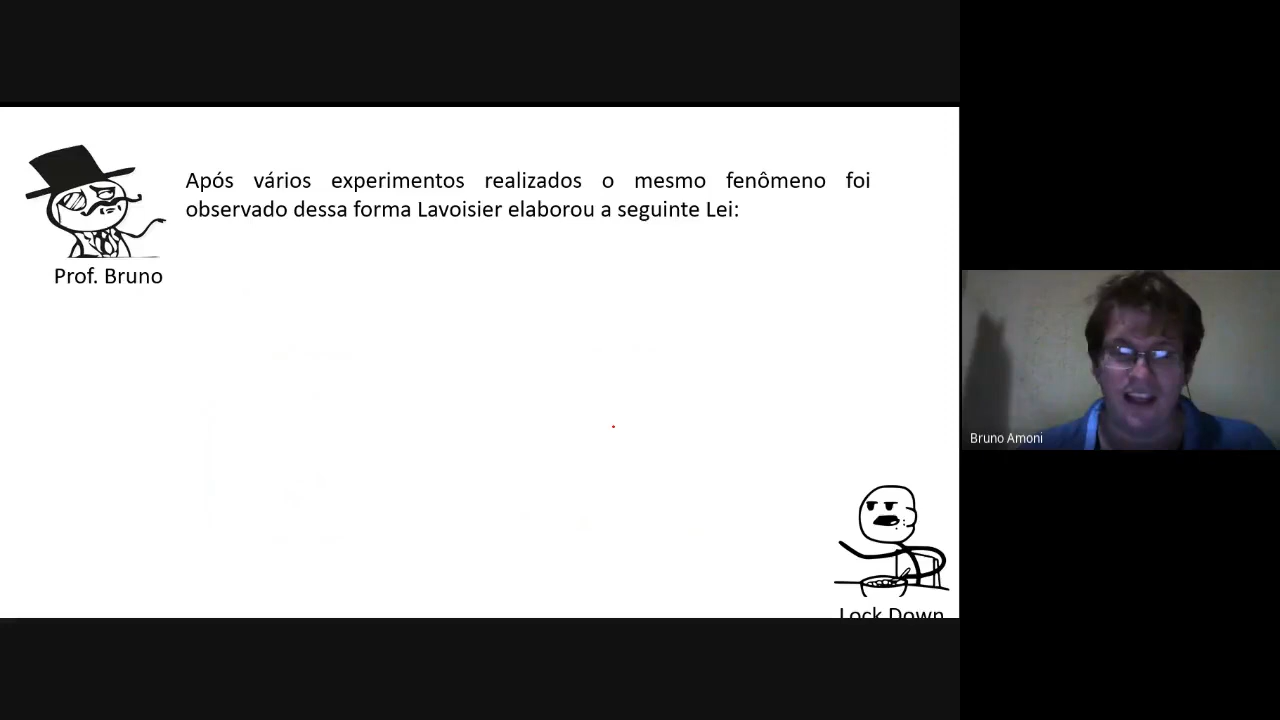 Após vários experimentos realizados o mesmo fenômeno foi
observado dessa forma Lavoisier elaborou a seguinte Lei:
Prof. Bruno
Bruno Amoni
Lock Down